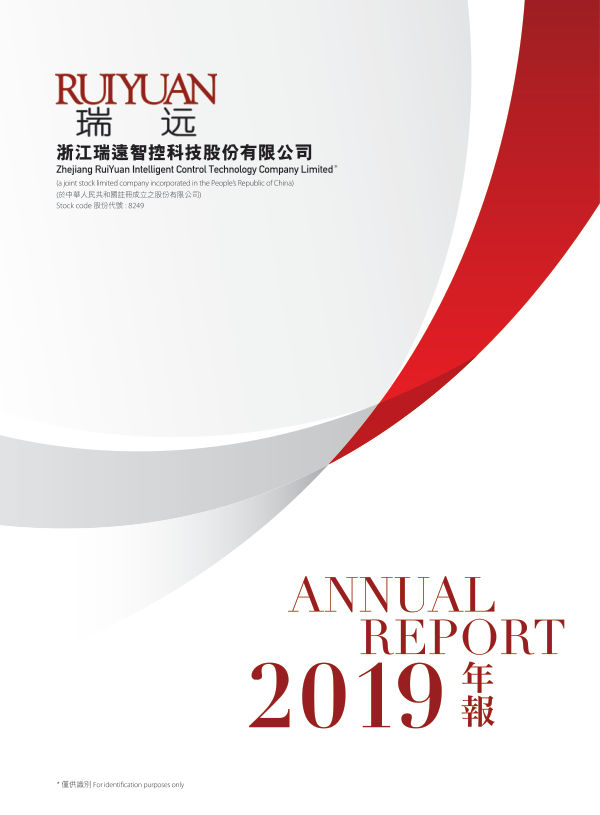 RUIYUAN
瑞远
浙江瑞遠智控科技股份有限公司
Zhejiang RuiYuan Intelligent Control Technology Company Limited*
(a joint stock limited company incorporated in the People's Republic of China)
(於中華人民共和國註冊成立之股份有限公司)
Stock code 股份代號 : 8249
ANNUAL
REPORT
2019 年報
* 僅供識別 For identification purposes only